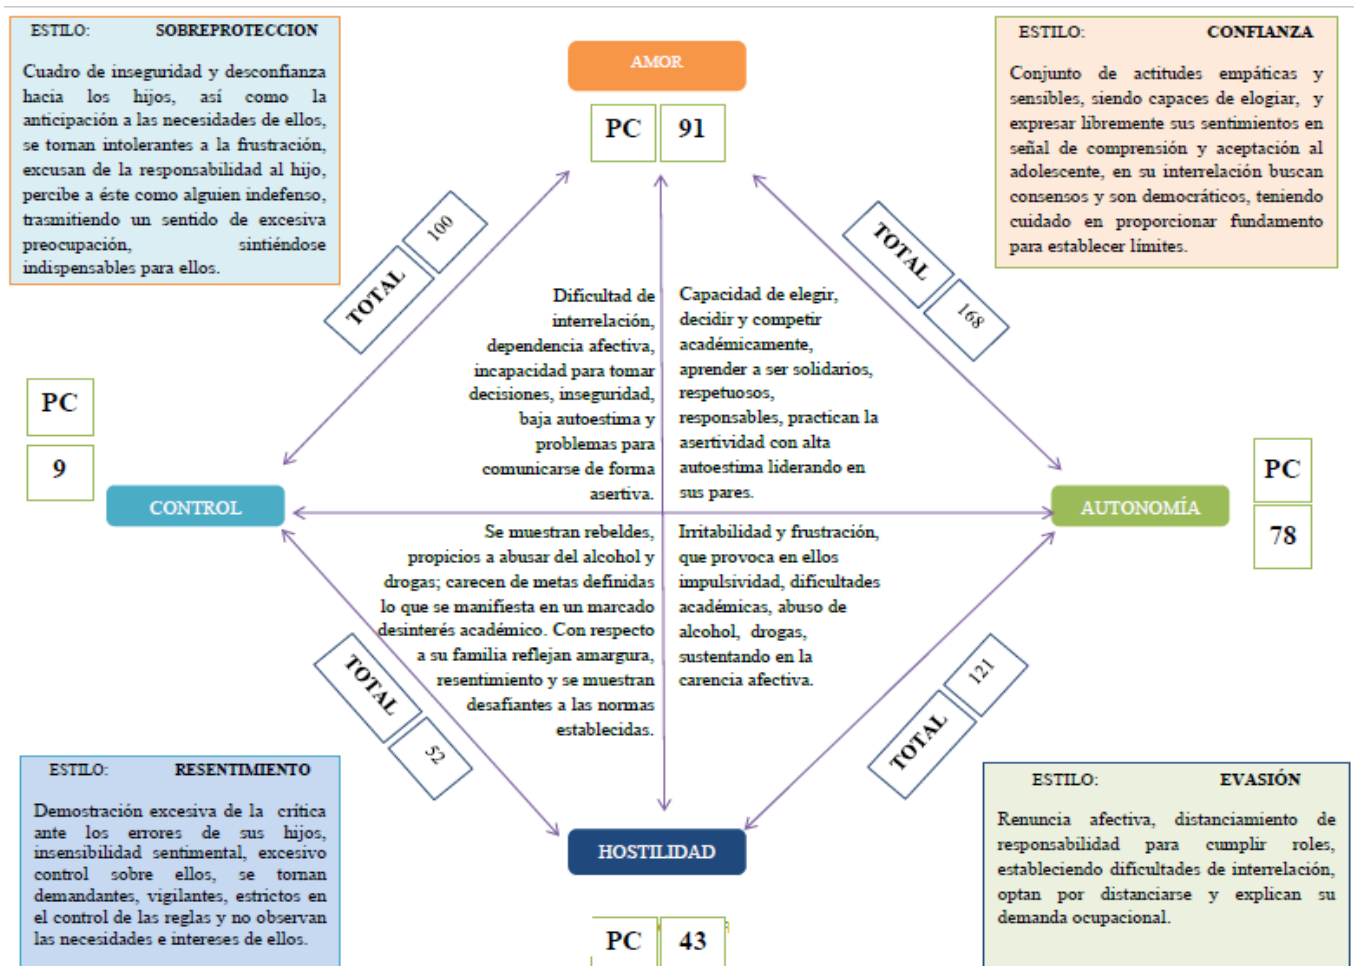 ESTILO: SOBREPROTECCION
Cuadro de inseguridad y desconfianza
hacia los hijos, así como la
anticipación a las necesidades de ellos,
se tornan intolerantes a la frustración,
excusan de la responsabilidad al hijo,
percibe a éste como alguien indefenso,
trasmitiendo un sentido de excesiva
preocupación, sintiéndose
indispensables para ellos.
AMOR
PC 91
ESTILO: CONFIANZA
Conjunto de actitudes empáticas y
sensibles, siendo capaces de elogiar, y
expresar libremente sus sentimientos en
señal de comprensión y aceptación al
adolescente, en su interrelación buscan
consensos y son democráticos, teniendo
cuidado en proporcionar fundamento
para establecer límites.
TOTAL 100
TOTAL 168
Dificultad de
interrelación,
dependencia afectiva,
incapacidad para tomar
decisiones, inseguridad,
baja autoestima y
problemas para
comunicarse de forma
asertiva.
Capacidad de elegir,
decidir y competir
académicamente,
aprender a ser solidarios,
respetuosos,
responsables, practican la
asertividad con alta
autoestima liderando en
sus pares.
PC
9
CONTROL
PC
78
AUTONOMÍA
Se muestran rebeldes,
propicios a abusar del alcohol y
drogas; carecen de metas definidas
lo que se manifiesta en un marcado
desinterés académico. Con respecto
a su familia reflejan amargura,
resentimiento y se muestran
desafiantes a las normas
establecidas.
Irritabilidad y frustración,
que provoca en ellos
impulsividad, dificultades
académicas, abuso de
alcohol, drogas,
sustentando en la
carencia afectiva.
TOTAL 52
TOTAL 121
ESTILO: RESENTIMIENTO
Demostración excesiva de la crítica
ante los errores de sus hijos,
insensibilidad sentimental, excesivo
control sobre ellos, se tornan
demandantes, vigilantes, estrictos en
el control de las reglas y no observan
las necesidades e intereses de ellos.
HOSTILIDAD
PC 43
ESTILO: EVASIÓN
Renuncia afectiva, distanciamiento de
responsabilidad para cumplir roles,
estableciendo dificultades de interrelación,
optan por distanciarse y explican su
demanda ocupacional.